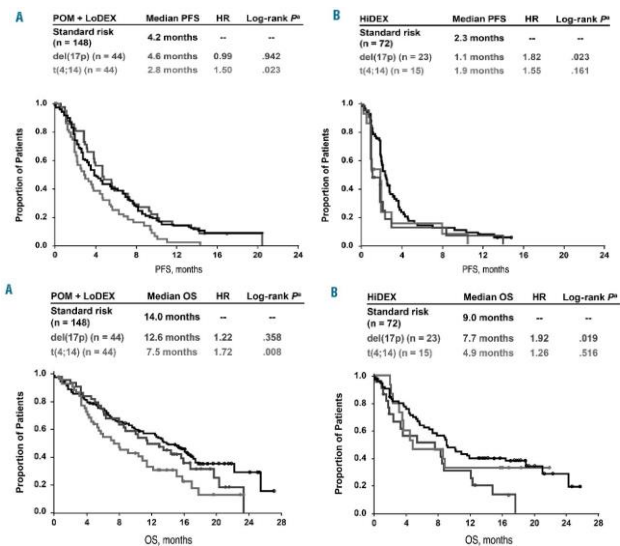 A
POM + LoDEX Median PFS HR Log-rank Pᵃ
Standard risk
(n = 148) 4.2 months -- --
del(17p) (n = 44) 4.6 months 0.99 .942
t(4;14) (n = 44) 2.8 months 1.50 .023
Proportion of Patients
1.0
0.8
0.6
0.4
0.2
0.0
0 4 8 12 16 20 24
PFS, months
B
HiDEX Median PFS HR Log-rank Pᵃ
Standard risk
(n = 72) 2.3 months -- --
del(17p) (n = 23) 1.1 months 1.82 .023
t(4;14) (n = 15) 1.9 months 1.55 .161
Proportion of Patients
1.0
0.8
0.6
0.4
0.2
0.0
0 4 8 12 16 20 24
PFS, months
A
POM + LoDEX Median OS HR Log-rank Pᵃ
Standard risk
(n = 148) 14.0 months -- --
del(17p) (n = 44) 12.6 months 1.22 .358
t(4;14) (n = 44) 7.5 months 1.72 .008
Proportion of Patients
1.0
0.8
0.6
0.4
0.2
0.0
0 4 8 12 16 20 24 28
OS, months
B
HiDEX Median OS HR Log-rank Pᵃ
Standard risk
(n = 72) 9.0 months -- --
del(17p) (n = 23) 7.7 months 1.92 .019
t(4;14) (n = 15) 4.9 months 1.26 .516
Proportion of Patients
1.0
0.8
0.6
0.4
0.2
0.0
0 4 8 12 16 20 24 28
OS, months